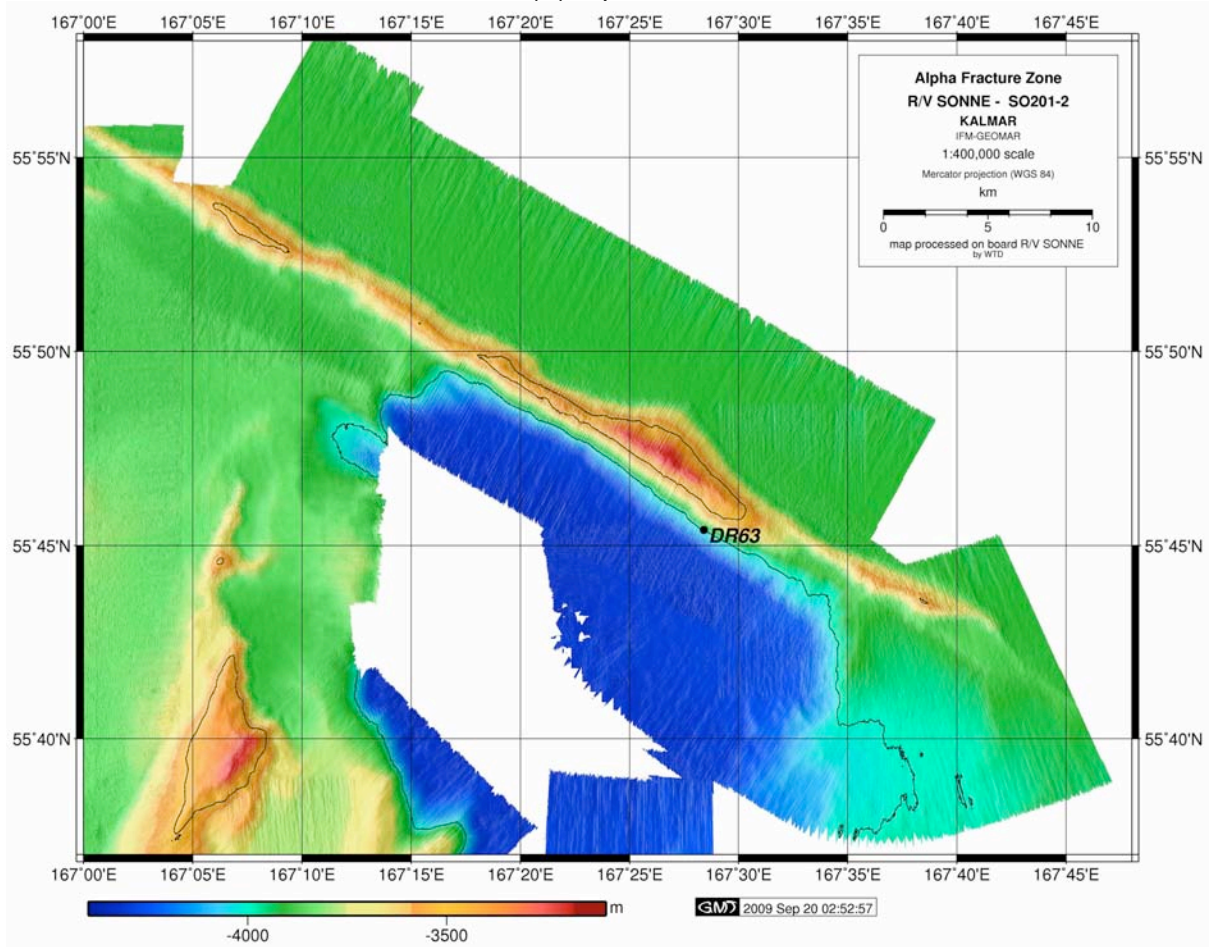 167˚00'E 167˚05'E 167˚10'E 167˚15'E 167˚20'E 167˚25'E 167˚30'E 167˚35'E 167˚40'E 167˚45'E
Alpha Fracture Zone
R/V SONNE - SO201-2
KALMAR
IFM-GEOMAR
1:400,000 scale
Mercator projection (WGS 84)
km
0 5 10
map processed on board R/V SONNE
by WTD
55˚55'N 55˚55'N
55˚50'N 55˚50'N
DR63
55˚45'N 55˚45'N
55˚40'N 55˚40'N
167˚00'E 167˚05'E 167˚10'E 167˚15'E 167˚20'E 167˚25'E 167˚30'E 167˚35'E 167˚40'E 167˚45'E
m
-4000 -3500
GMT 2009 Sep 20 02:52:57